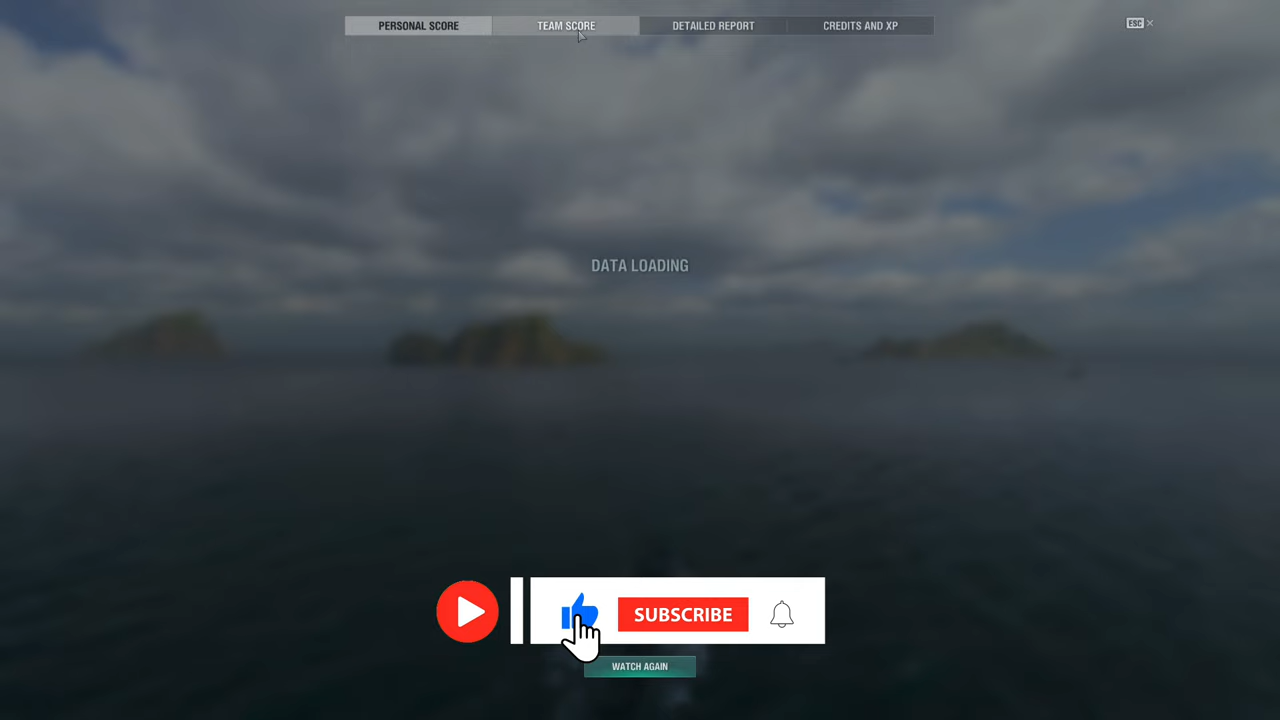 PERSONAL SCORE
TEAM SCORE
DETAILED REPORT
CREDITS AND XP
ESC
DATA LOADING
SUBSCRIBE
WATCH AGAIN